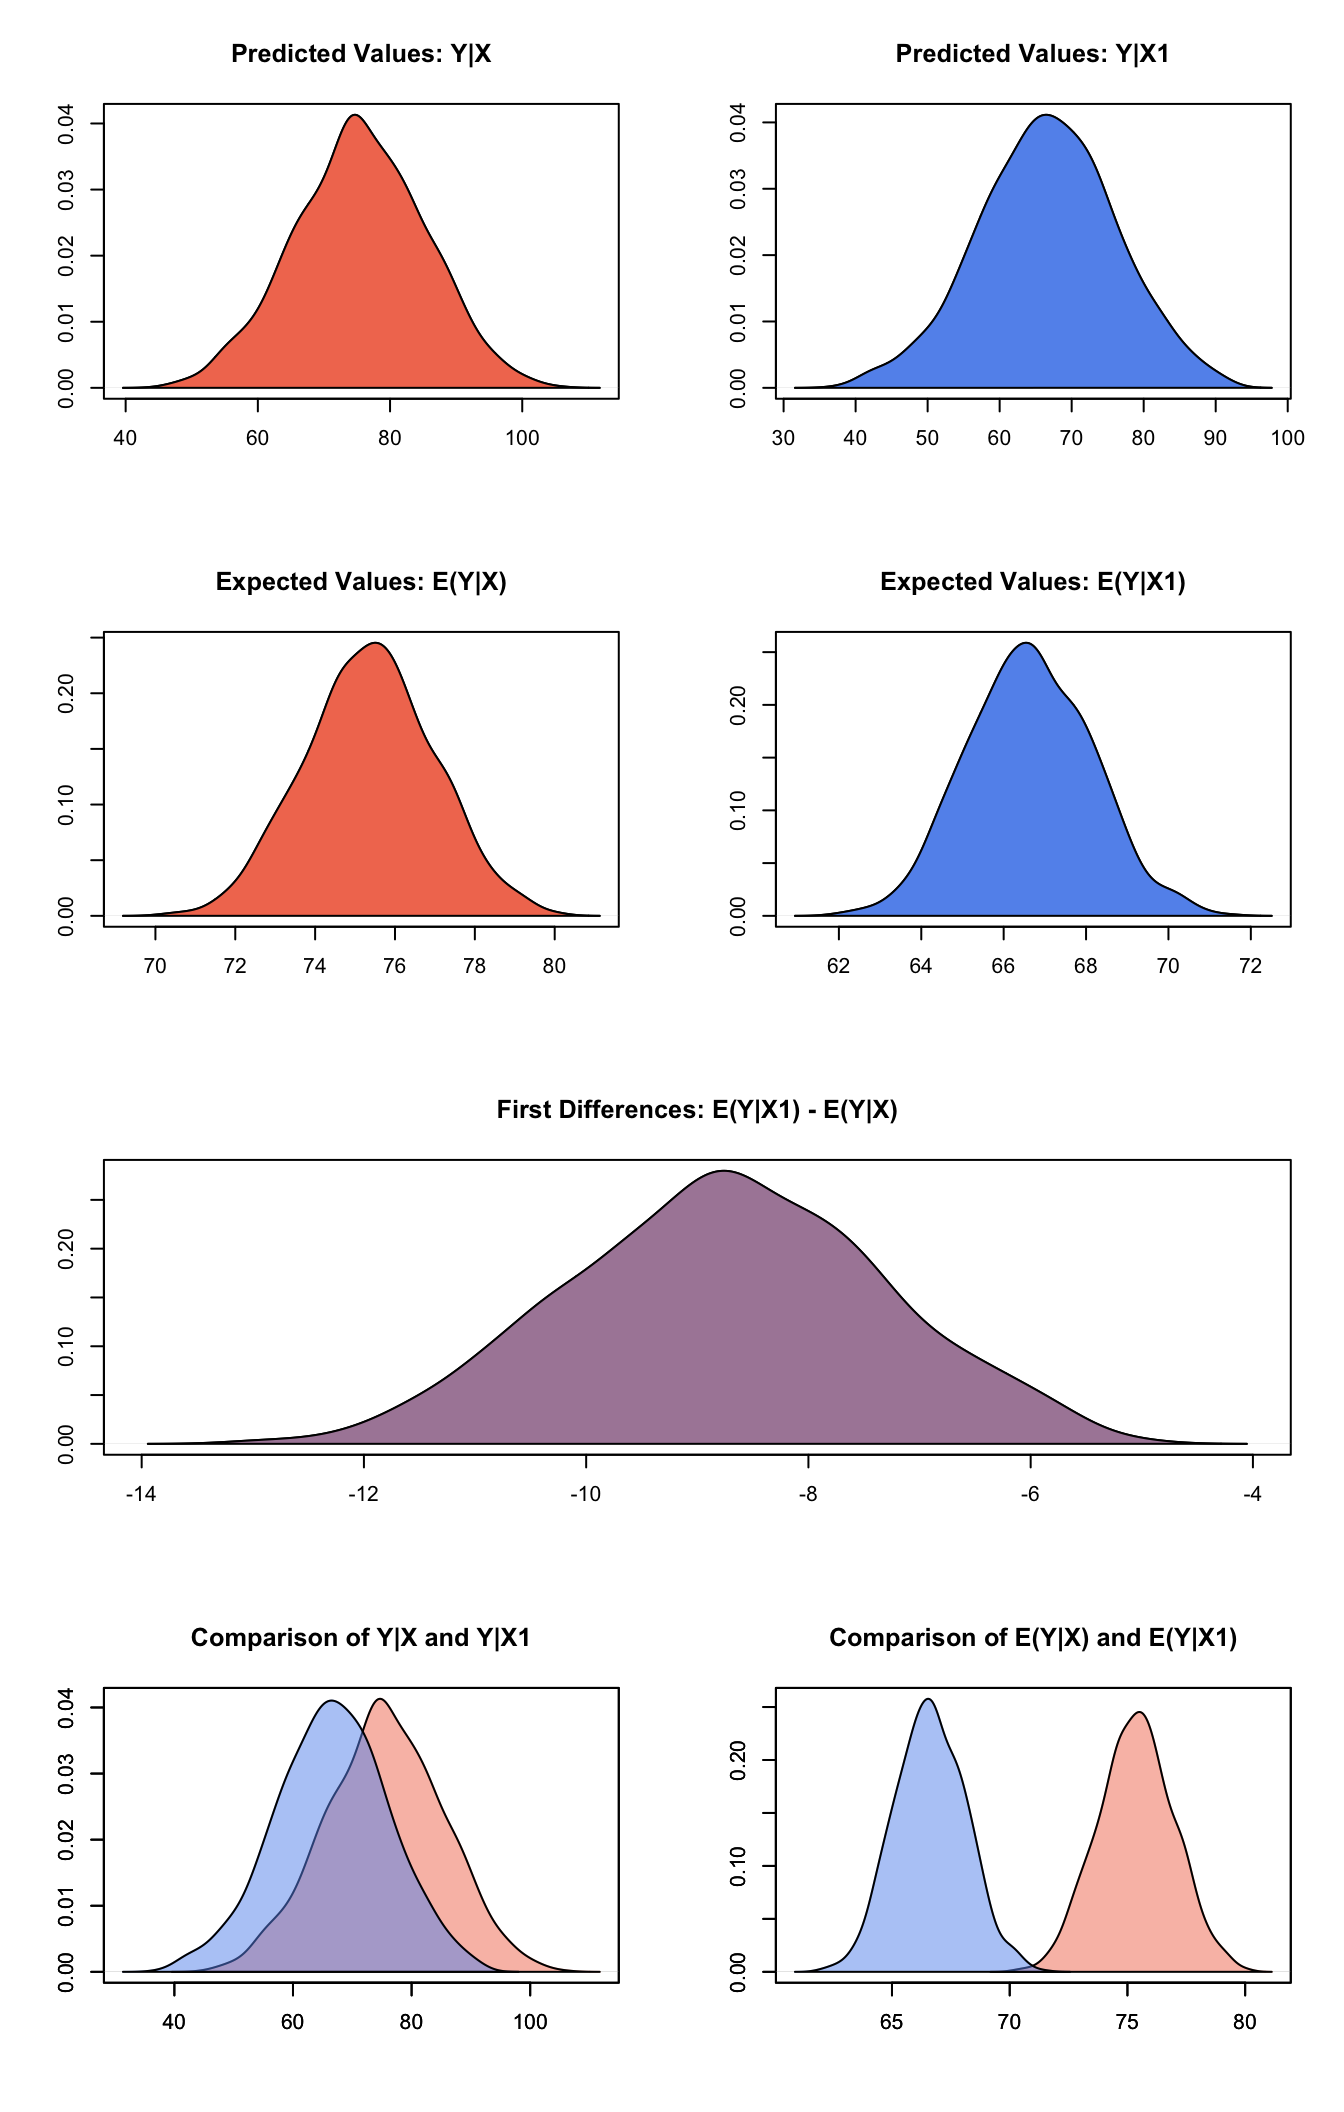 Predicted Values: Y|X
0.00 0.01 0.02 0.03 0.04
40 60 80 100
Predicted Values: Y|X1
0.00 0.01 0.02 0.03 0.04
30 40 50 60 70 80 90 100
Expected Values: E(Y|X)
0.00 0.10 0.20
70 72 74 76 78 80
Expected Values: E(Y|X1)
0.00 0.10 0.20
62 64 66 68 70 72
First Differences: E(Y|X1) - E(Y|X)
0.00 0.10 0.20
-14 -12 -10 -8 -6 -4
Comparison of Y|X and Y|X1
0.00 0.01 0.02 0.03 0.04
40 60 80 100
Comparison of E(Y|X) and E(Y|X1)
0.00 0.10 0.20
65 70 75 80